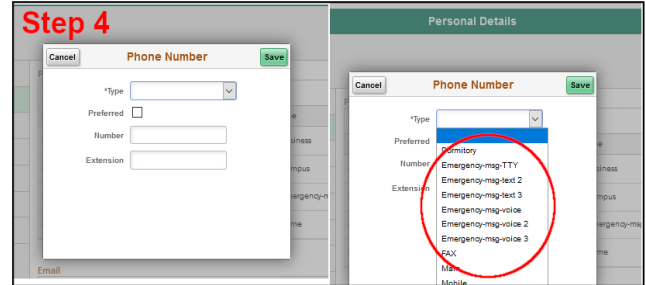 Step 4
Cancel Phone Number Save
*Type
Preferred
Number
Extension
Email
Personal Details
Cancel Phone Number Save
*Type
Preferred
Dormitory
Number
Emergency-msg-TTY
Emergency-msg-text 2
Extension
Emergency-msg-text 3
Emergency-msg-voice
Emergency-msg-voice 2
Emergency-msg-voice 3
FAX
Main
Mobile